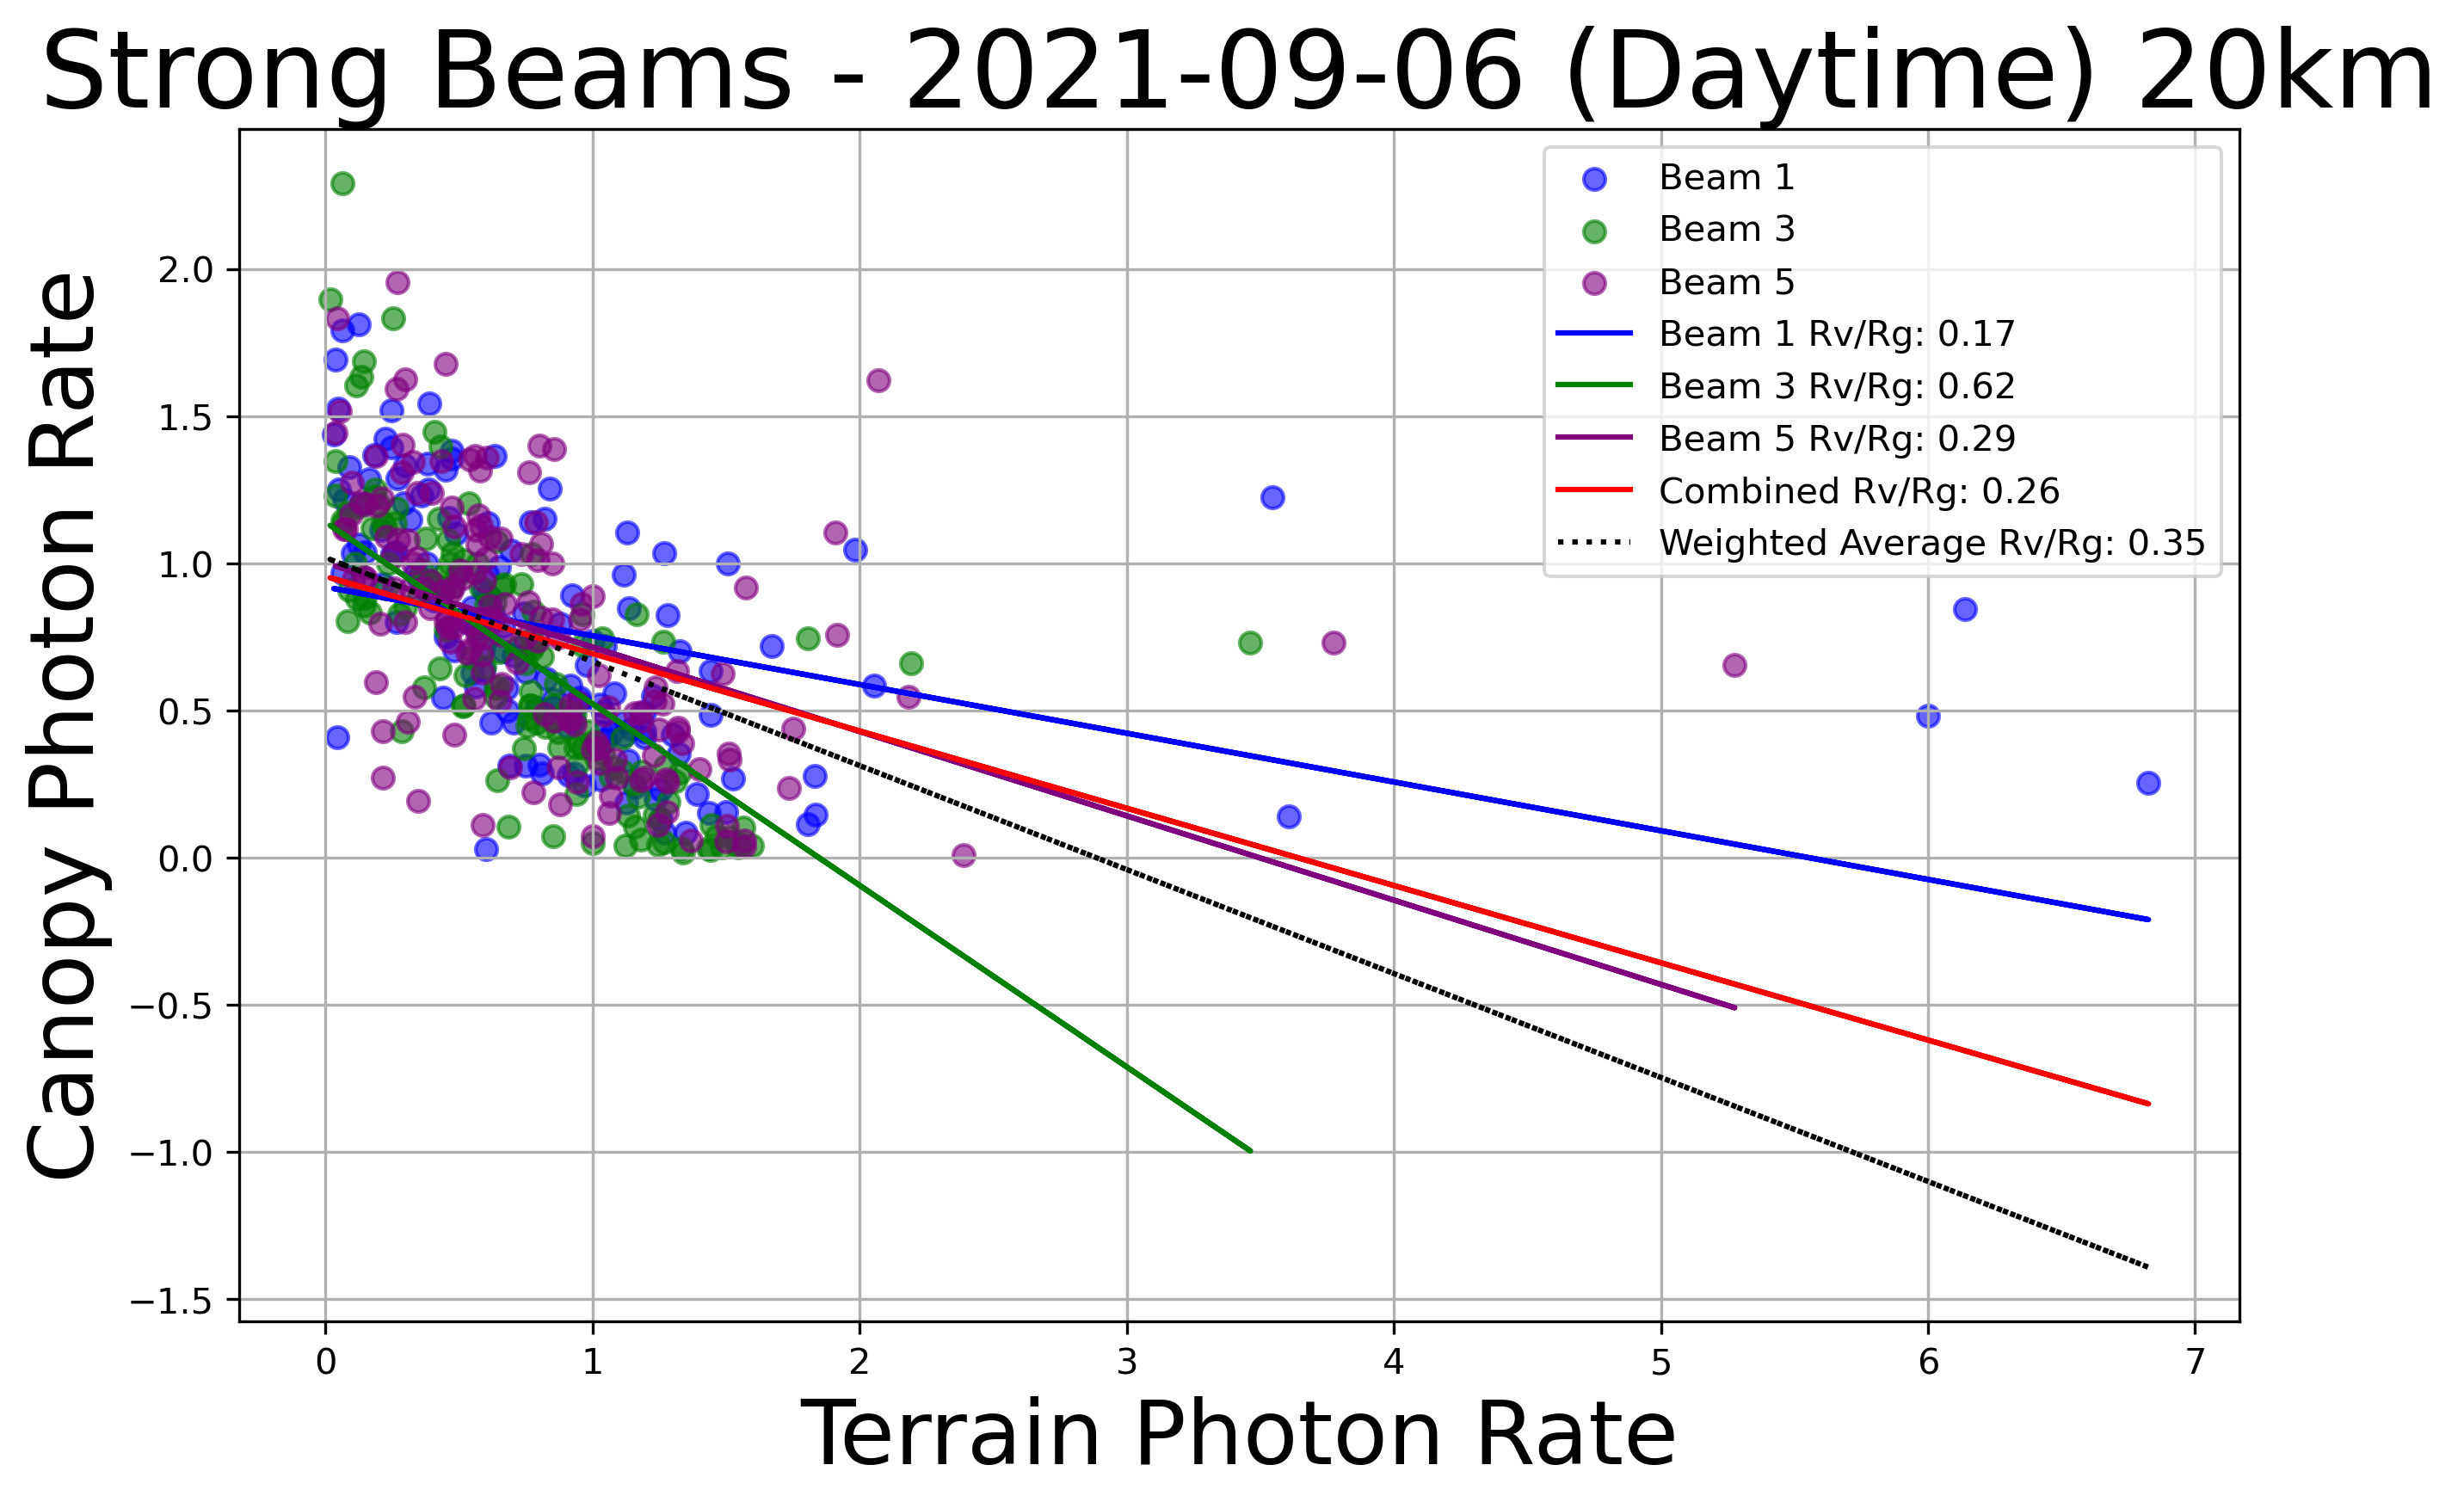 Strong Beams - 2021-09-06 (Daytime) 20km
Canopy Photon Rate
2.0
1.5
1.0
0.5
0.0
−0.5
−1.0
−1.5
Beam 1
Beam 3
Beam 5
Beam 1 Rv/Rg: 0.17
Beam 3 Rv/Rg: 0.62
Beam 5 Rv/Rg: 0.29
Combined Rv/Rg: 0.26
Weighted Average Rv/Rg: 0.35
0 1 2 3 4 5 6 7
Terrain Photon Rate